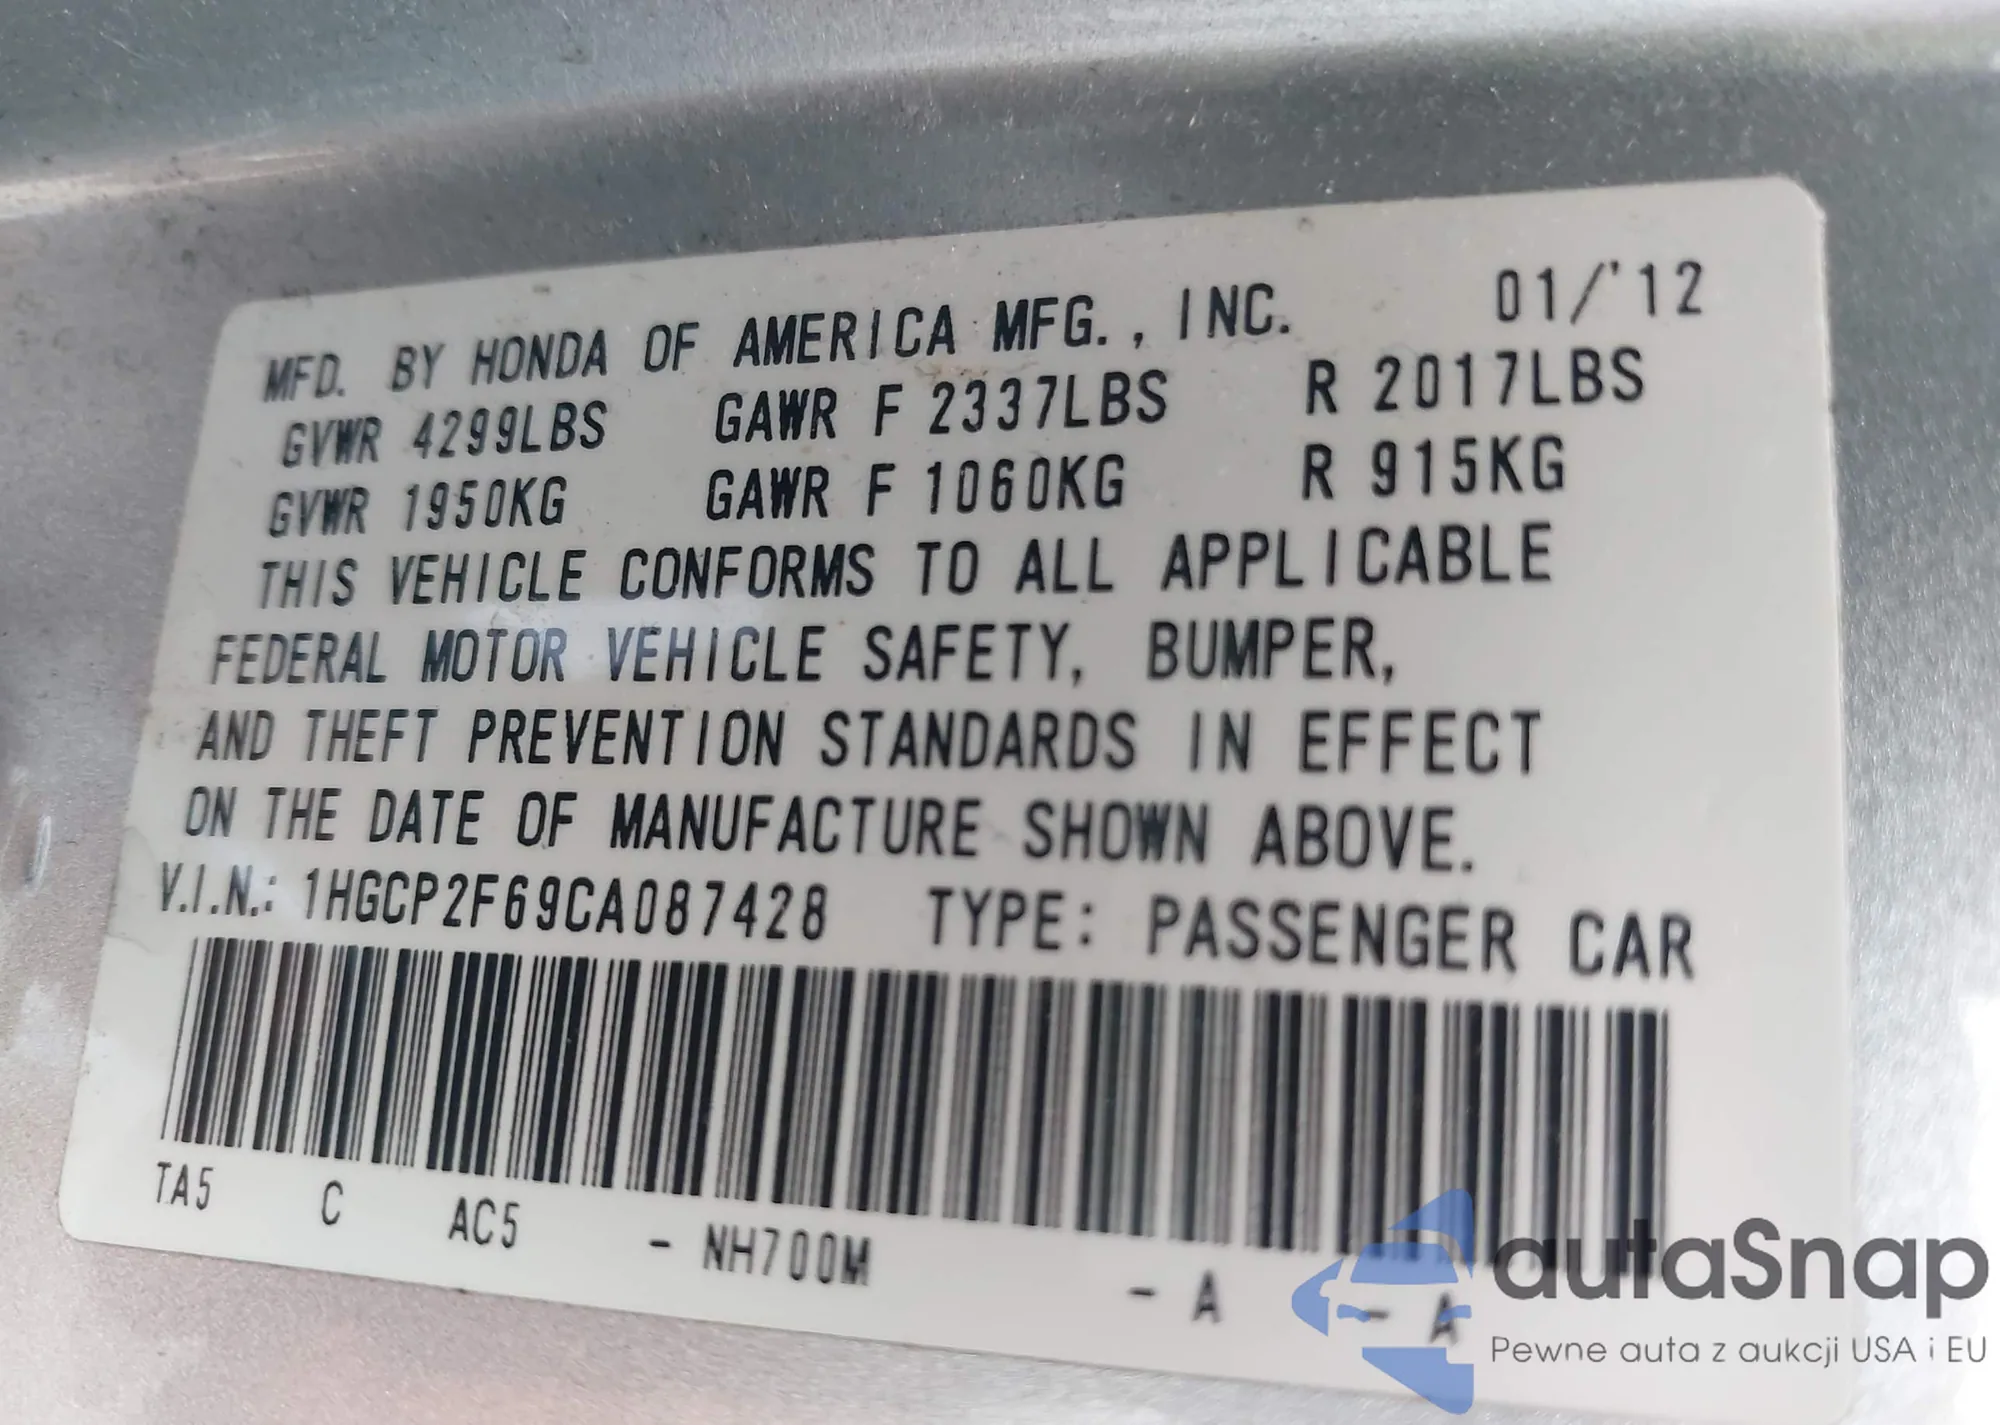 MFD. BY HONDA OF AMERICA MFG., INC. 01/'12
GVWR 4299LBS GAWR F 2337LBS R 2017LBS
GVWR 1950KG GAWR F 1060KG R 915KG
THIS VEHICLE CONFORMS TO ALL APPLICABLE
FEDERAL MOTOR VEHICLE SAFETY, BUMPER,
AND THEFT PREVENTION STANDARDS IN EFFECT
ON THE DATE OF MANUFACTURE SHOWN ABOVE.
V.I.N.: 1HGCP2F69CA087428 TYPE: PASSENGER CAR
TA5 C AC5 - NH700M - A - A
autaSnap
Pewne auta z aukcji USA i EU